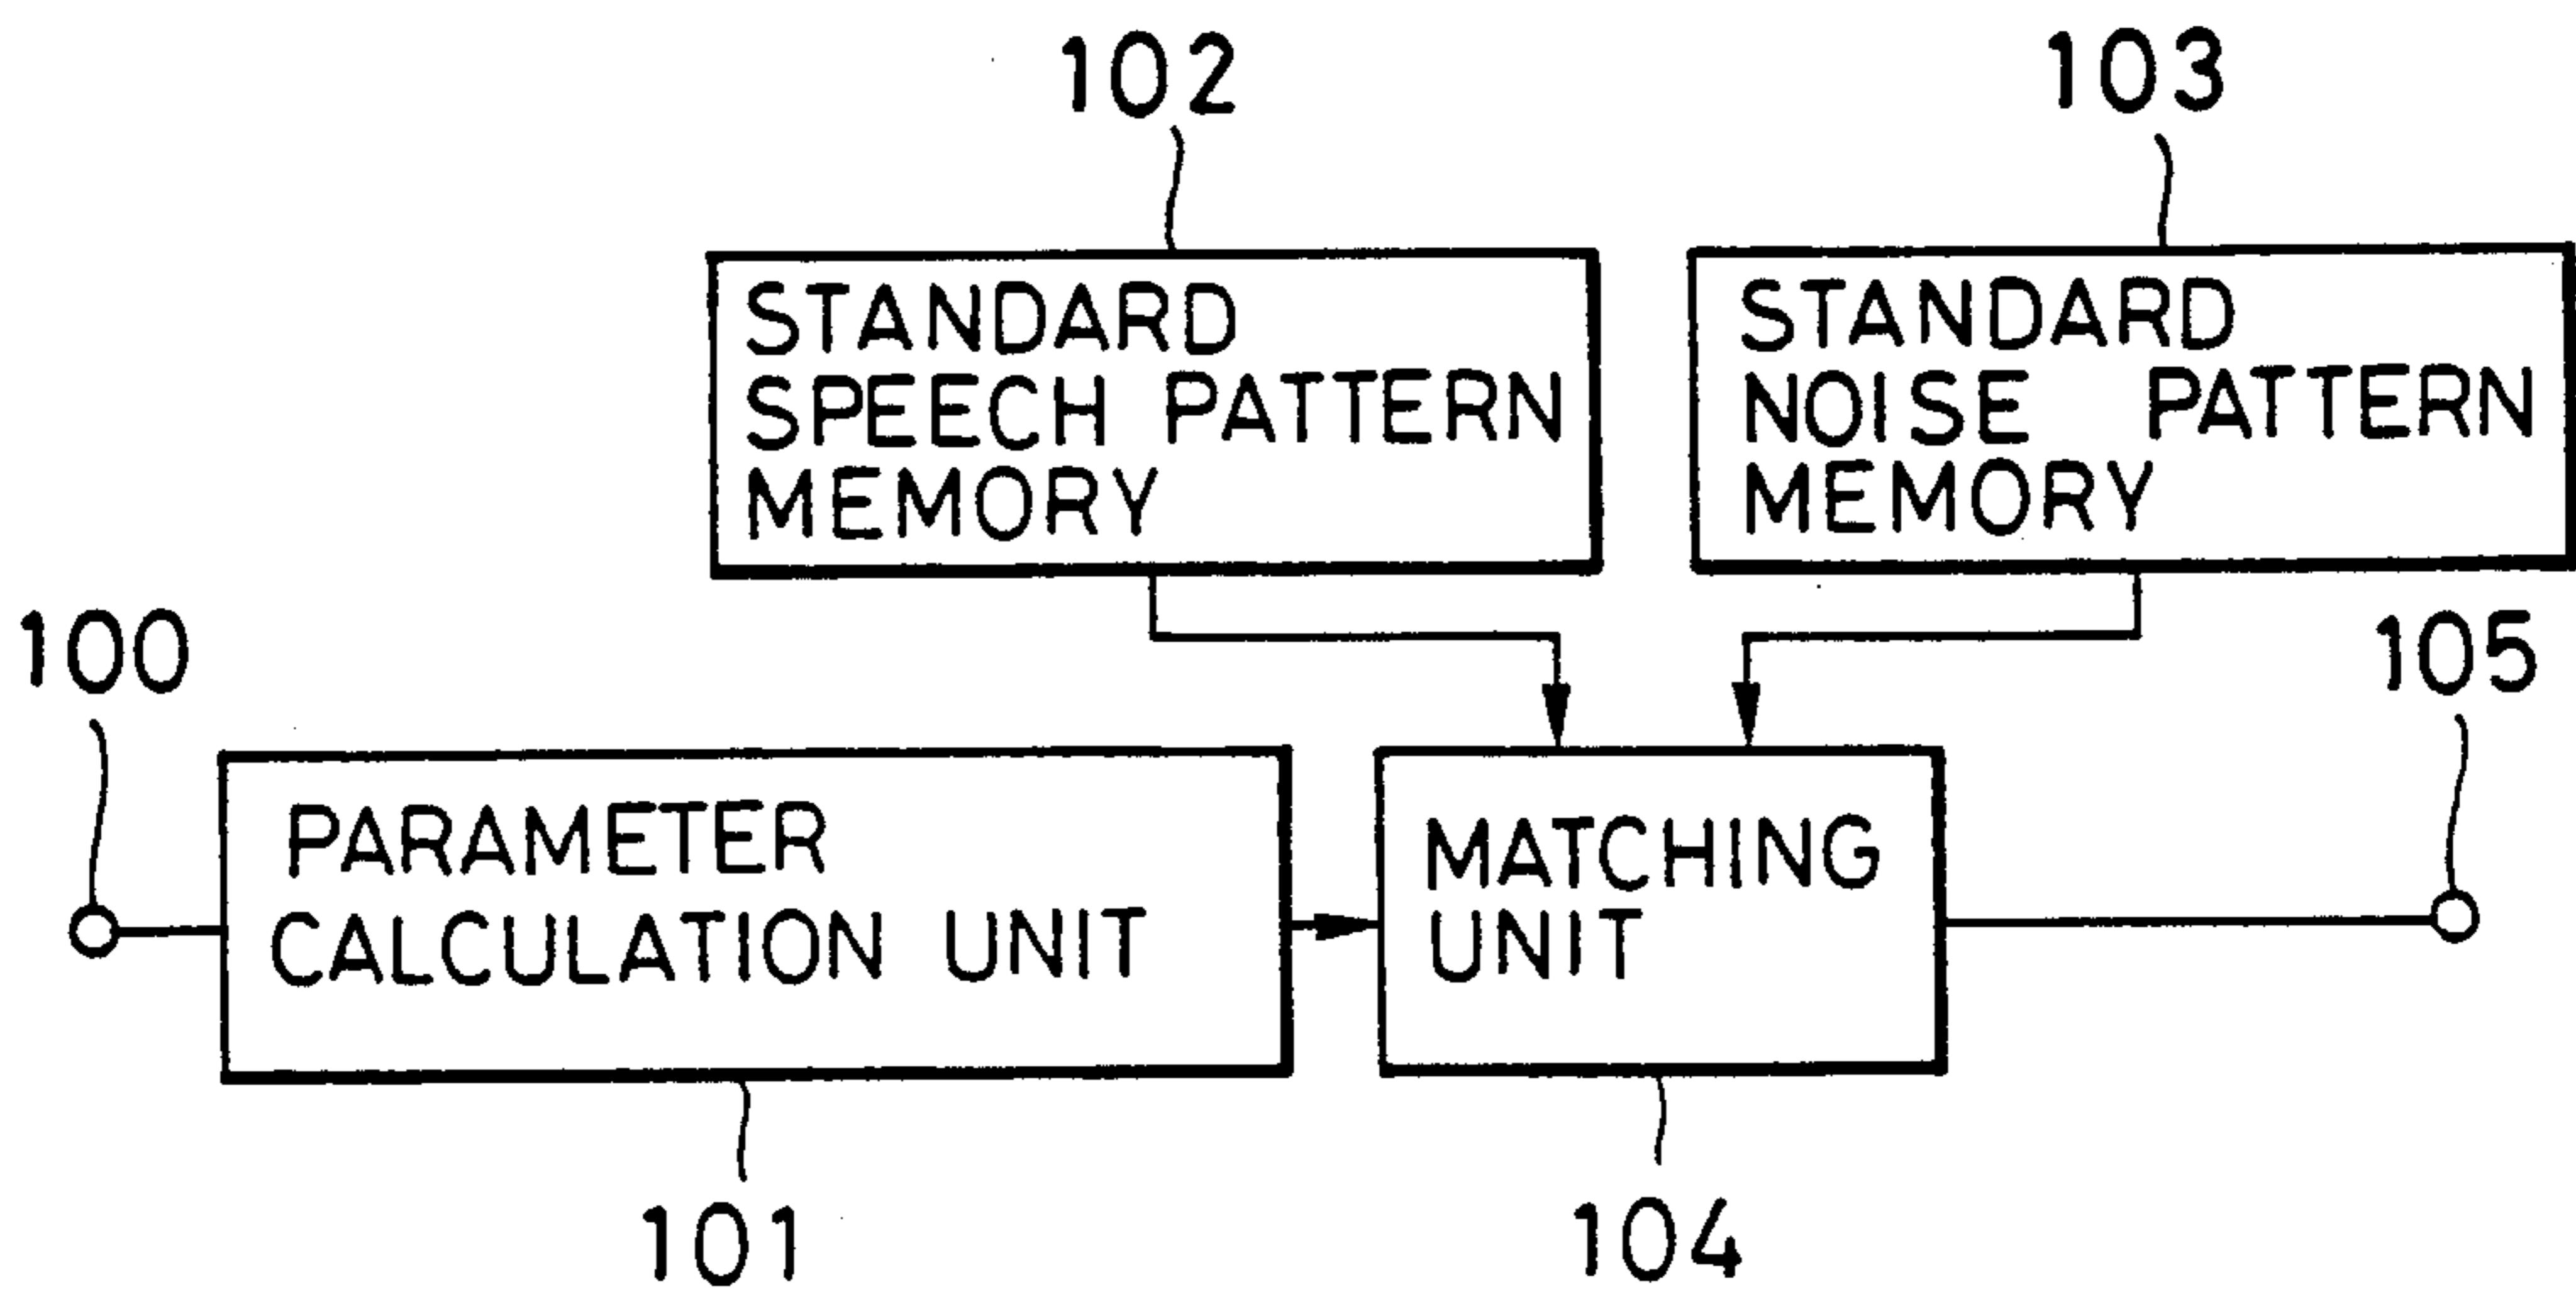 102
103
STANDARD
SPEECH PATTERN
MEMORY
STANDARD
NOISE PATTERN
MEMORY
100
105
PARAMETER
CALCULATION UNIT
MATCHING
UNIT
101
104